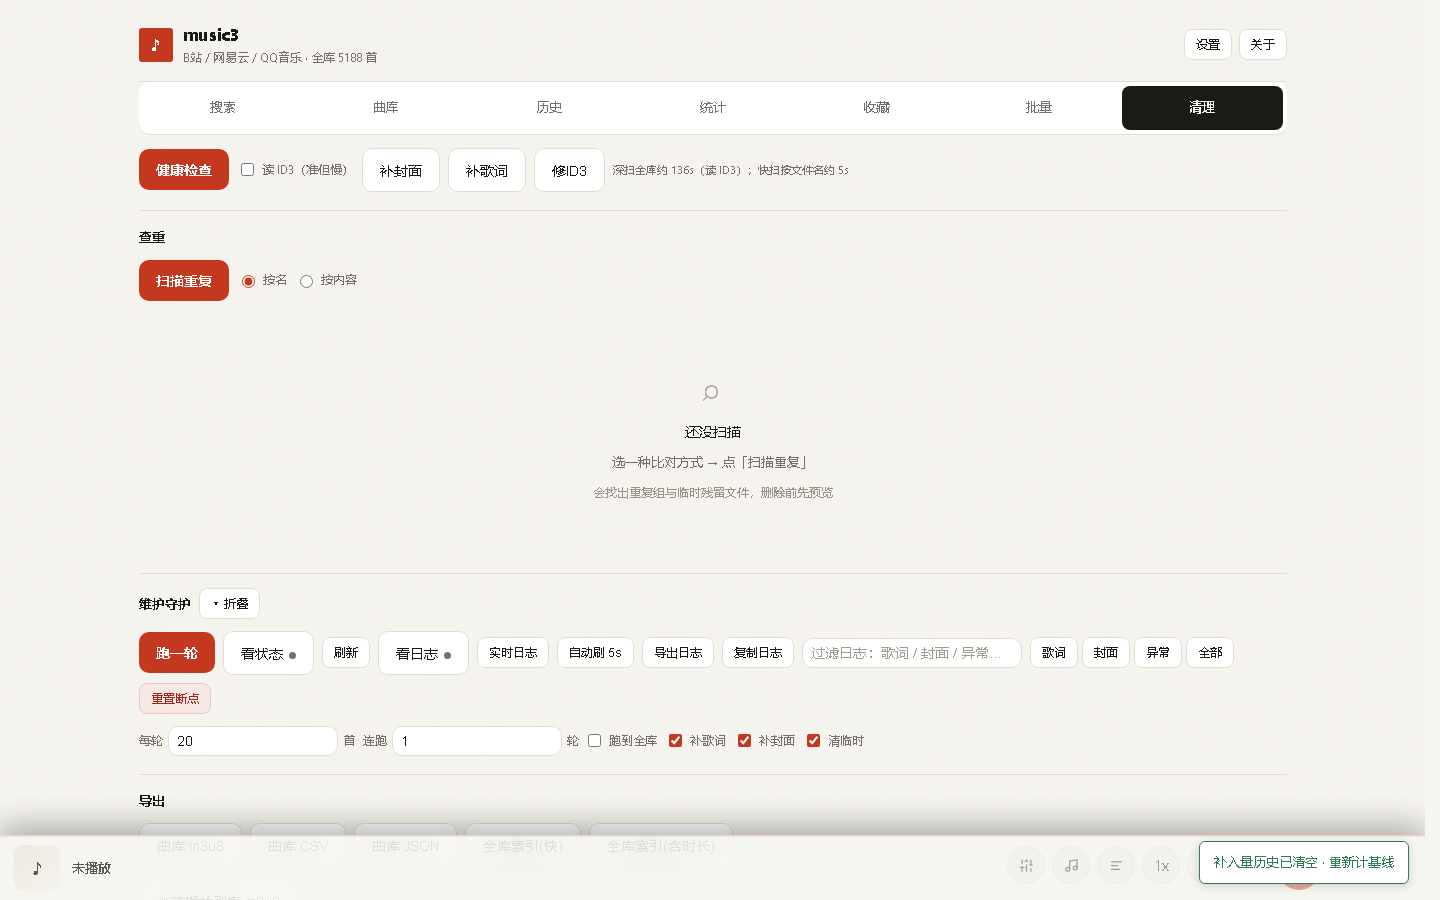 music3
B站 / 网易云 / QQ音乐 · 全库 5188 首
设置
关于
搜索
曲库
历史
统计
收藏
批量
清理
健康检查
读 ID3（准但慢）
补封面
补歌词
修ID3
深扫全库约 136s（读 ID3）；快扫按文件名约 5s
查重
扫描重复
按名
按内容
还没扫描
选一种比对方式 → 点「扫描重复」
会找出重复组与临时残留文件，删除前先预览
维护守护
▾ 折叠
跑一轮
看状态
刷新
看日志
实时日志
自动刷 5s
导出日志
复制日志
过滤日志：歌词 / 封面 / 异常...
歌词
封面
异常
全部
重置断点
每轮
20
首
连跑
1
轮
跑到全库
补歌词
补封面
清临时
导出
曲库 m3u8
曲库 CSV
曲库 JSON
全库索引(快)
全库索引(含时长)
未播放
1x
补入量历史已清空 · 重新计基线